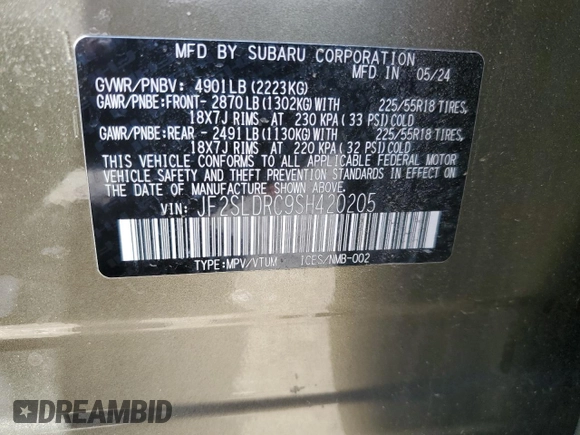 MFD BY SUBARU CORPORATION
MFD IN 05/24
GVWR/PNBV: 4901LB (2223KG)
GAWR/PNBE:FRONT- 2870LB (1302KG) WITH 225/55R18 TIRES,
18X7J RIMS AT 230 KPA ( 33 PSI) COLD
GAWR/PNBE:REAR - 2491LB (1130KG) WITH 225/55R18 TIRES,
18X7J RIMS AT 220 KPA ( 32 PSI) COLD
THIS VEHICLE CONFORMS TO ALL APPLICABLE FEDERAL MOTOR
VEHICLE SAFETY AND THEFT PREVENTION STANDARDS IN EFFECT
ON THE DATE OF MANUFACTURE SHOWN ABOVE.
VIN: JF2SLDRC9SH420205
TYPE:MPV/VTUM ICES/NMB-002
DREAMBID